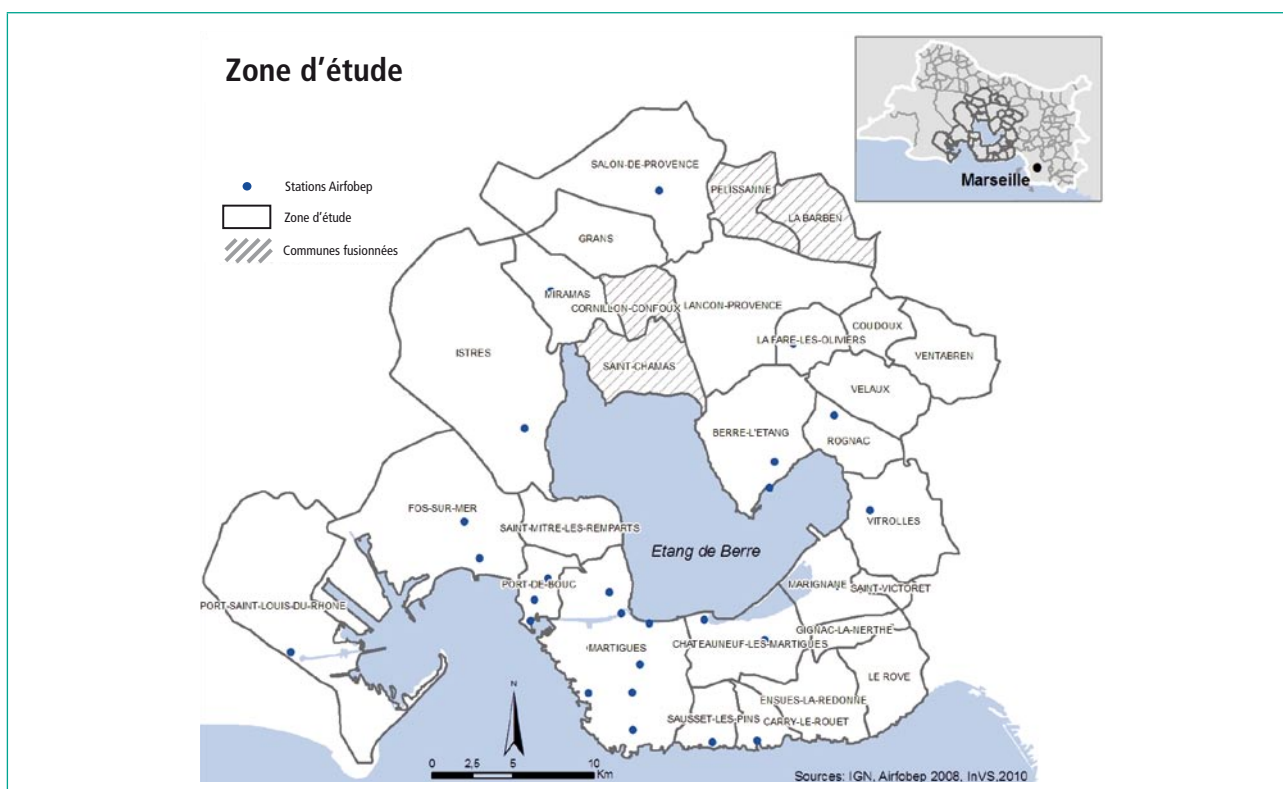 Zone d'étude
Stations Airfobep
Zone d'étude
Communes fusionnées
Marseille
SALON-DE-PROVENCE
PELISSANNE
LA BARBEN
GRANS
MIRAMAS
CORNILLON-CONFOUX
LANCON-PROVENCE
COUDOUX
LA FARE-LES-OLIVIERS
VENTABREN
ISTRES
SAINT-CHAMAS
VELAUX
BERRE-L'ETANG
ROGNAC
FOS-SUR-MER
SAINT-MITRE-LES-REMPARTS
VITROLLES
Etang de Berre
PORT-DE-BOUC
MARIGNANE
SAINT-VICTORET
PORT-SAINT-LOUIS-DU-RHONE
GIGNAC-LA-NERTHE
MARTIGUES
CHATEAUNEUF-LES-MARTIGUES
LE ROVE
ENSUES-LA-REDONNE
SAUSSET-LES-PINS
CARRY-LE-ROUET
N
0 2,5 5 10
Km
Sources: IGN, Airfobep 2008, InVS,2010